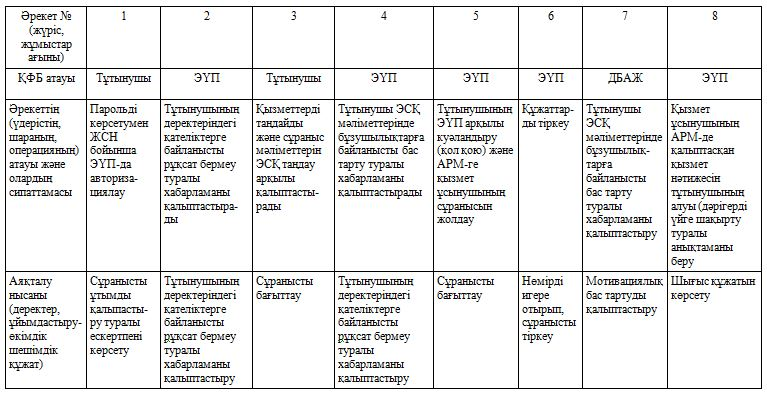 Әрекет №
(жүріс,
жұмыстар
ағыны)
1
2
3
4
5
6
7
8
ҚФБ атауы
Тұтынушы
ЭҮП
Тұтынушы
ЭҮП
ЭҮП
ЭҮП
ДБАЖ
ЭҮП
Әрекеттің
(үдерістің,
шараның,
операцияның)
атауы және
олардың
сипаттамасы
Парольді
көрсетумен
ЖСН
бойынша
ЭҮП-да
авториза-
циялау
Тұтынушының
деректеріндегі
қателіктерге
байланысты
рұқсат бермеу
туралы
хабарламаны
қалыптастыра-
ды
Қызметтерді
таңдайды
және сұраныс
мәліметтерін
ЭСҚ таңдау
арқылы
қалыптасты-
рады
Тұтынушы ЭСҚ
мәліметтерінде
бұзушылықтарға
байланысты бас
тарту туралы
хабарламаны
қалыптастырады
Тұтынушының
ЭҮП арқылы
куәландыру
(қол қою) және
АРМ-ге
қызмет
ұсынушының
сұранысын
жолдау
Құжаттар-
ды тіркеу
Тұтынушы
ЭСҚ
мәліметтерінде
бұзушылық-
тарға
байланысты
бас тарту
туралы
хабарламаны
қалыптастыру
Қызмет
ұсынушының
АРМ-де
қалыптасқан
қызмет
нәтижесін
тұтынушының
алуы (дәрігерді
үйге шақырту
туралы
анықтаманы
беру
Аяқталу
нысаны
(деректер,
ұйымдастыру-
өкімдік
шешімдік
құжат)
Сұранысты
ұтымды
қалыпасты-
ру туралы
ескертпені
көрсету
Тұтынушының
деректеріндегі
қателіктерге
байланысты
рұқсат бермеу
туралы
хабарламаны
қалыптастыру
Сұранысты
бағыттау
Тұтынушының
деректеріндегі
қателіктерге
байланысты
рұқсат бермеу
туралы
хабарламаны
қалыптастыру
Сұранысты
бағыттау
Нөмірді
игере
отырып,
сұранысты
тіркеу
Мотивациялық
бас тартуды
қалыптастыру
Шығыс құжатын
көрсету